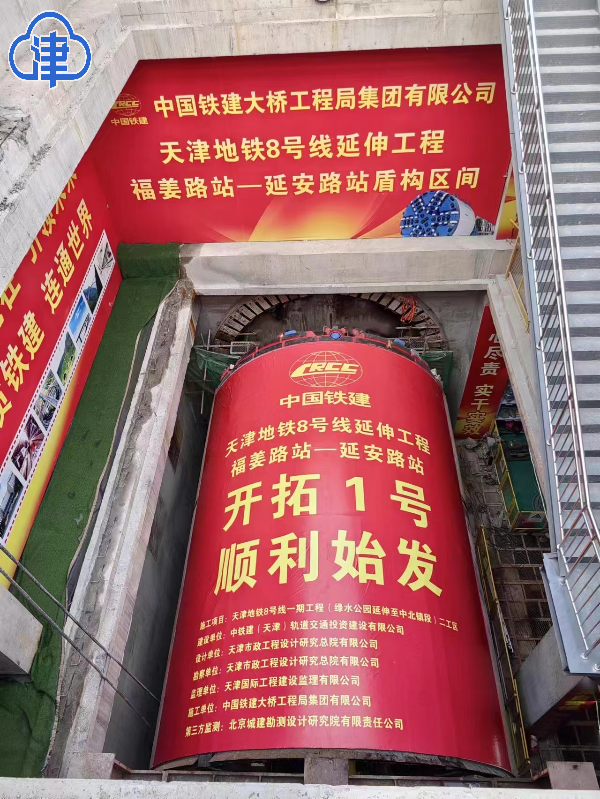 津
CRCC
中国铁建
中国铁建大桥工程局集团有限公司
天津地铁8号线延伸工程
福姜路站—延安路站盾构区间
铁建 连通世界
尽责 实干
CRCC
中国铁建
天津地铁8号线延伸工程
福姜路站—延安路站
开拓1号
顺利始发
施工项目:天津地铁8号线一期工程(绿水公园延伸至中北镇段)二工区
建设单位:中铁建(天津)轨道交通投资建设有限公司
设计单位:天津市政工程设计研究总院有限公司
勘察单位:天津市政工程设计研究总院有限公司
监理单位:天津国际工程建设监理有限公司
施工单位:中国铁建大桥工程局集团有限公司
第三方监测:北京城建勘测设计研究院有限责任公司